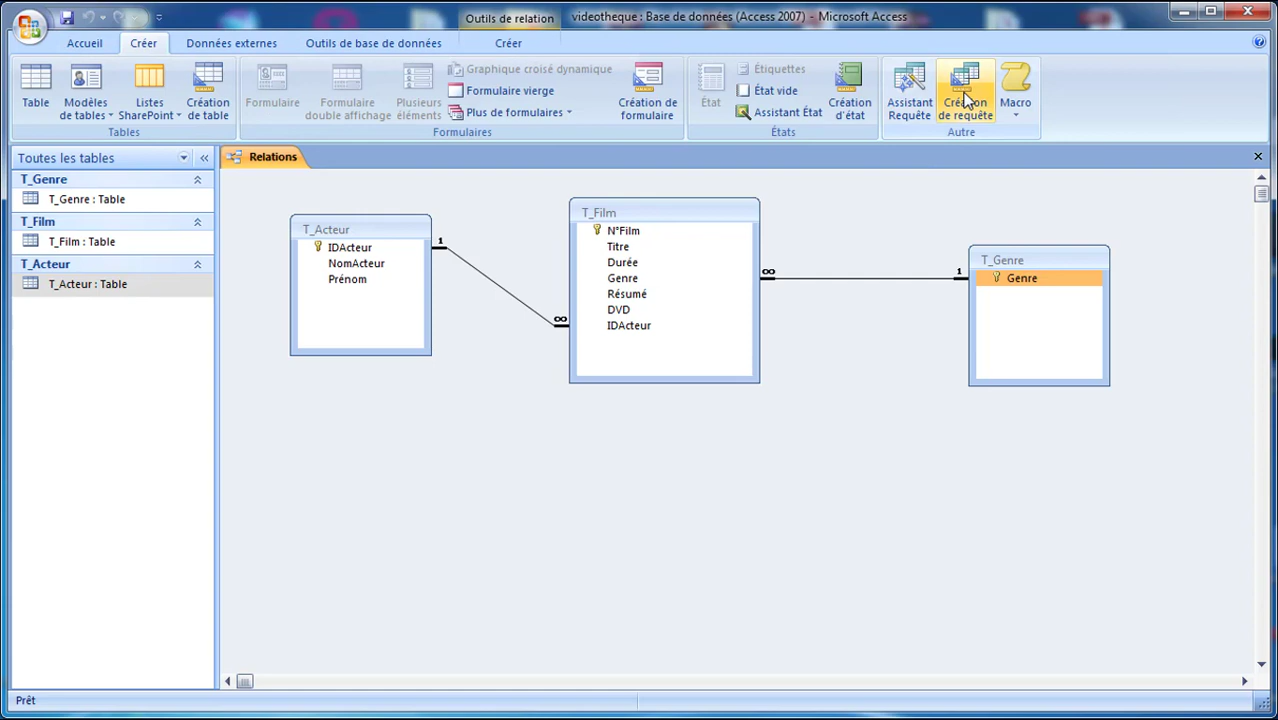 Outils de relation
videotheque : Base de données (Access 2007) - Microsoft Access
Accueil
Créer
Données externes
Outils de base de données
Créer
Table
Modèles de tables
Listes SharePoint
Création de table
Tables
Formulaire
Formulaire double affichage
Plusieurs éléments
Graphique croisé dynamique
Formulaire vierge
Plus de formulaires
Création de formulaire
Formulaires
État
Étiquettes
État vide
Assistant État
Création d'état
États
Assistant Requête
Création de requête
Macro
Autre
Toutes les tables
T_Genre
T_Genre : Table
T_Film
T_Film : Table
T_Acteur
T_Acteur : Table
Relations
T_Acteur
IDActeur
NomActeur
Prénom
1
∞
T_Film
N°Film
Titre
Durée
Genre
Résumé
DVD
IDActeur
∞
1
T_Genre
Genre
Prêt